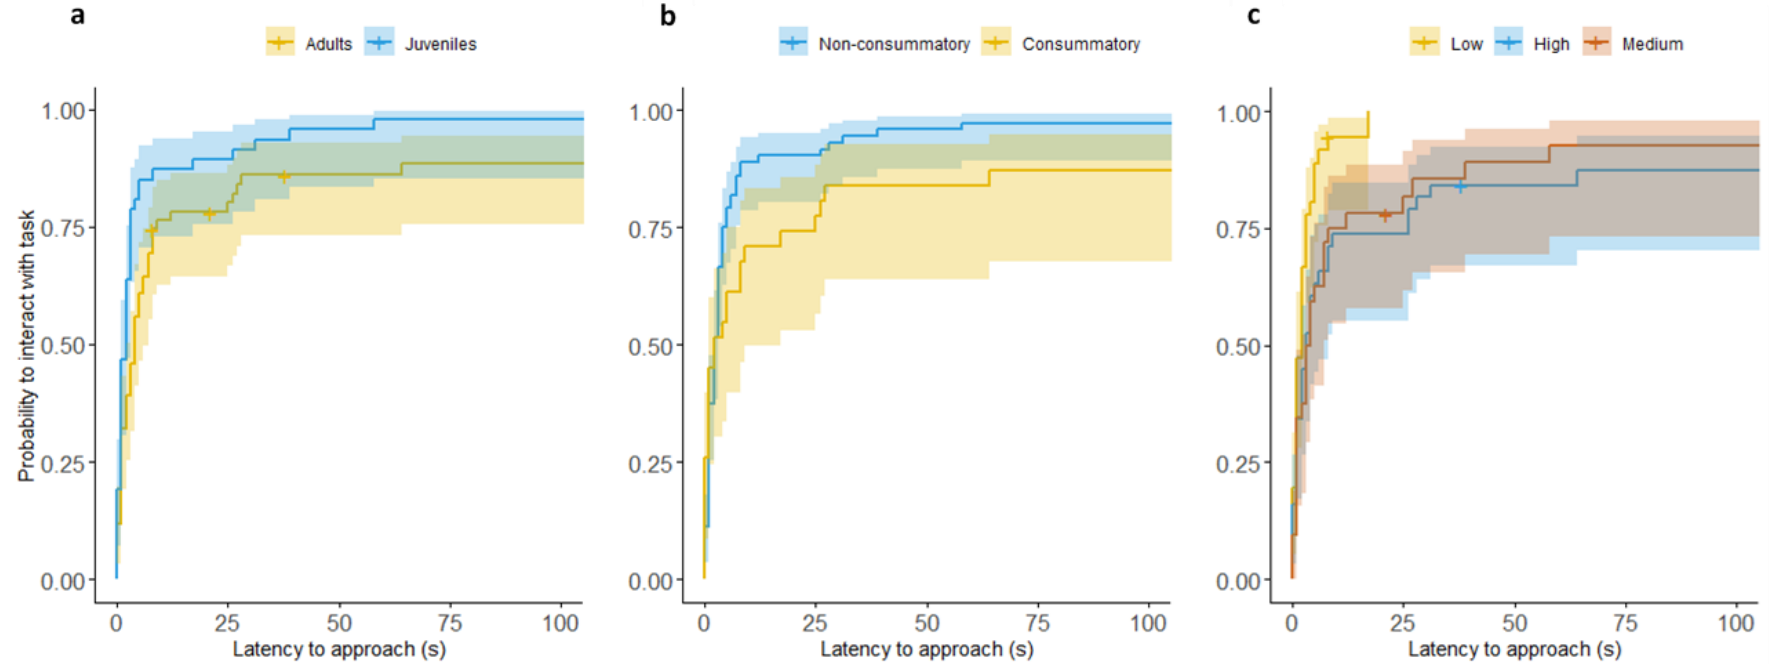 a
Adults Juveniles
Probability to interact with task
1.00
0.75
0.50
0.25
0.00
0 25 50 75 100
Latency to approach (s)
b
Non-consummatory Consummatory
1.00
0.75
0.50
0.25
0.00
0 25 50 75 100
Latency to approach (s)
c
Low High Medium
1.00
0.75
0.50
0.25
0.00
0 25 50 75 100
Latency to approach (s)